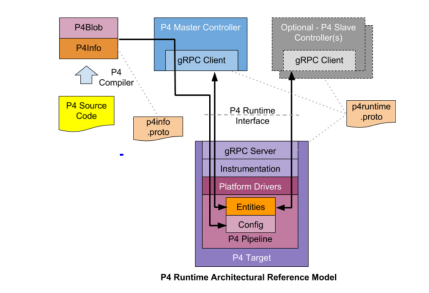 P4Blob
P4Info
P4
Compiler
P4 Source
Code
p4info
.proto
P4 Master Controller
gRPC Client
Optional - P4 Slave
Controller(s)
gRPC Client
p4runtime
.proto
P4 Runtime
Interface
gRPC Server
Instrumentation
Platform Drivers
Entities
Config
P4 Pipeline
P4 Target
P4 Runtime Architectural Reference Model